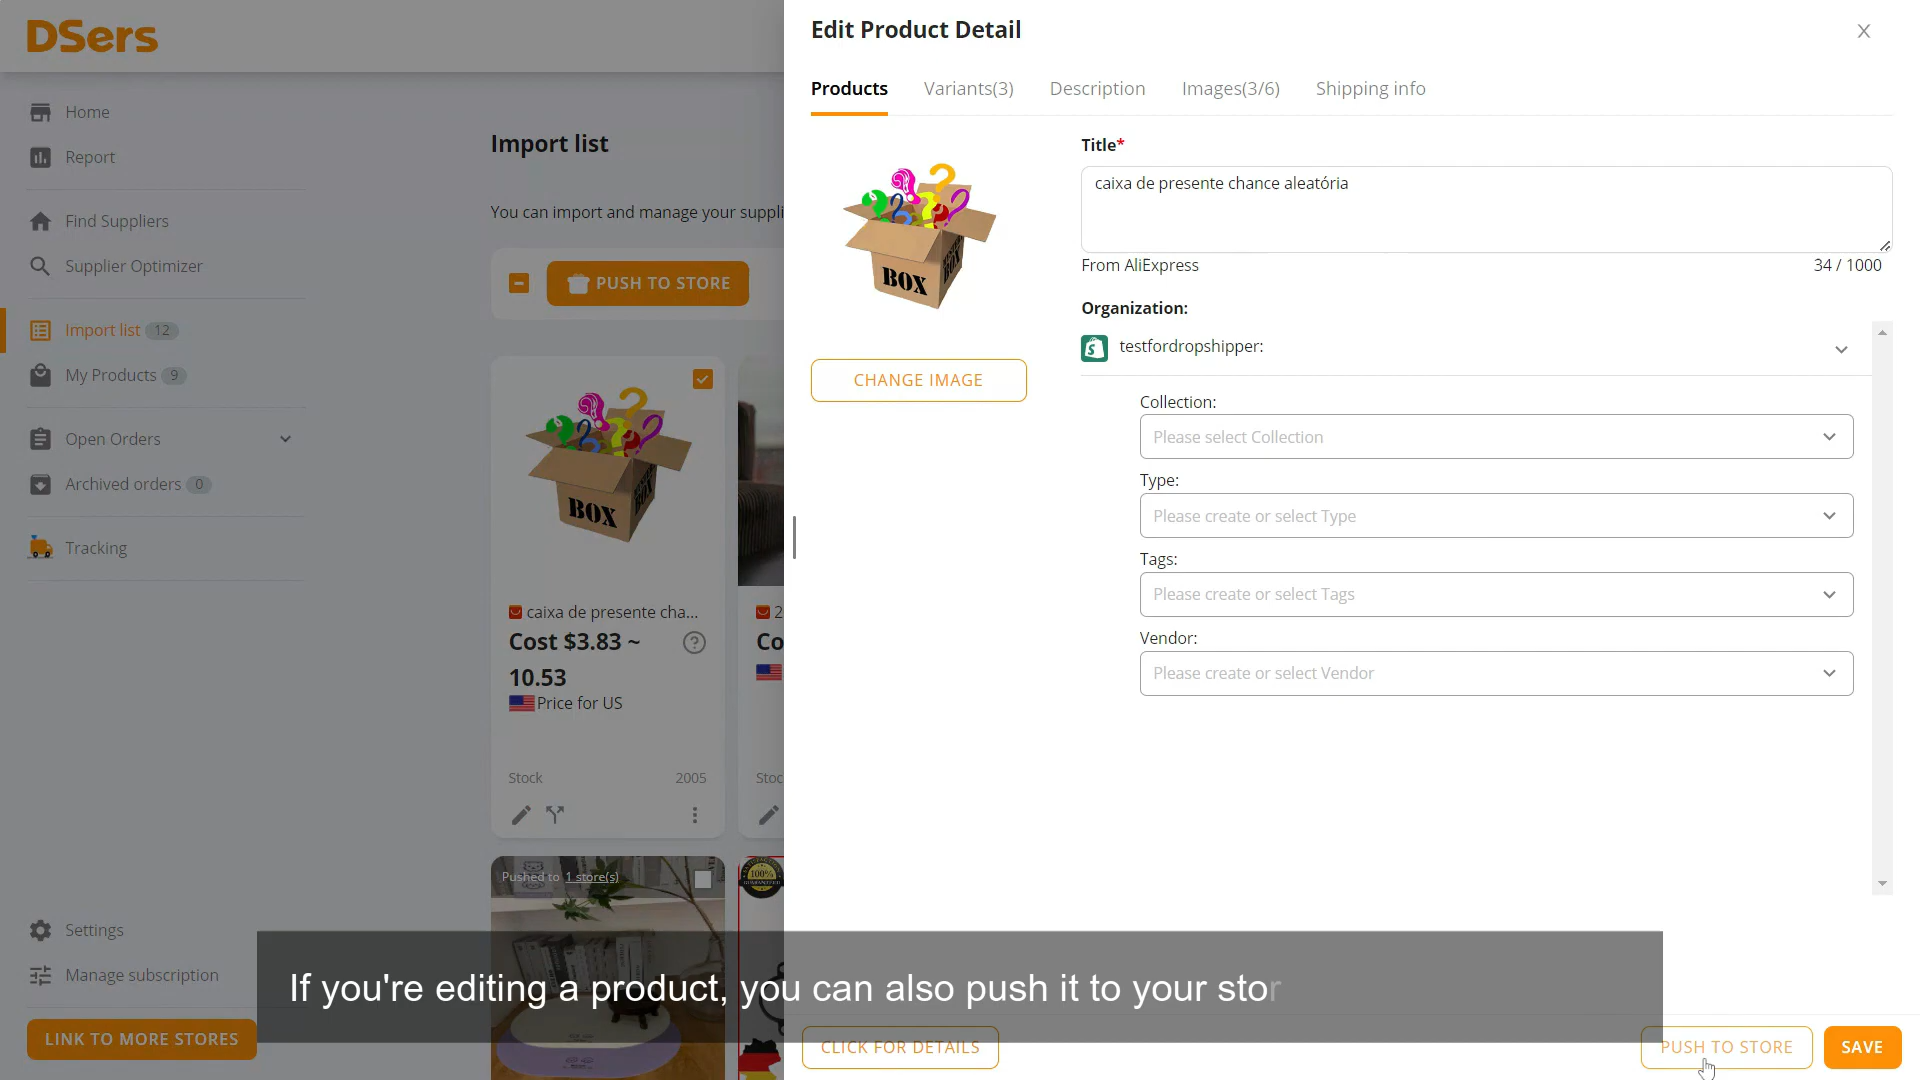 DSers
Home
Report
Find Suppliers
Supplier Optimizer
Import list 12
My Products 9
Open Orders
Archived orders 0
Tracking
Settings
Manage subscription
LINK TO MORE STORES
Import list
You can import and manage your suppli
PUSH TO STORE
BOX
caixa de presente cha...
Cost $3.83 ~
10.53
Price for US
Stock 2005
2
Co
Stoc
Pushed to 1 store(s)
100%
Edit Product Detail
X
Products
Variants(3)
Description
Images(3/6)
Shipping info
BOX
CHANGE IMAGE
Title*
caixa de presente chance aleatória
From AliExpress
34 / 1000
Organization:
testfordropshipper:
Collection:
Please select Collection
Type:
Please create or select Type
Tags:
Please create or select Tags
Vendor:
Please create or select Vendor
If you're editing a product, you can also push it to your stor
CLICK FOR DETAILS
PUSH TO STORE
SAVE